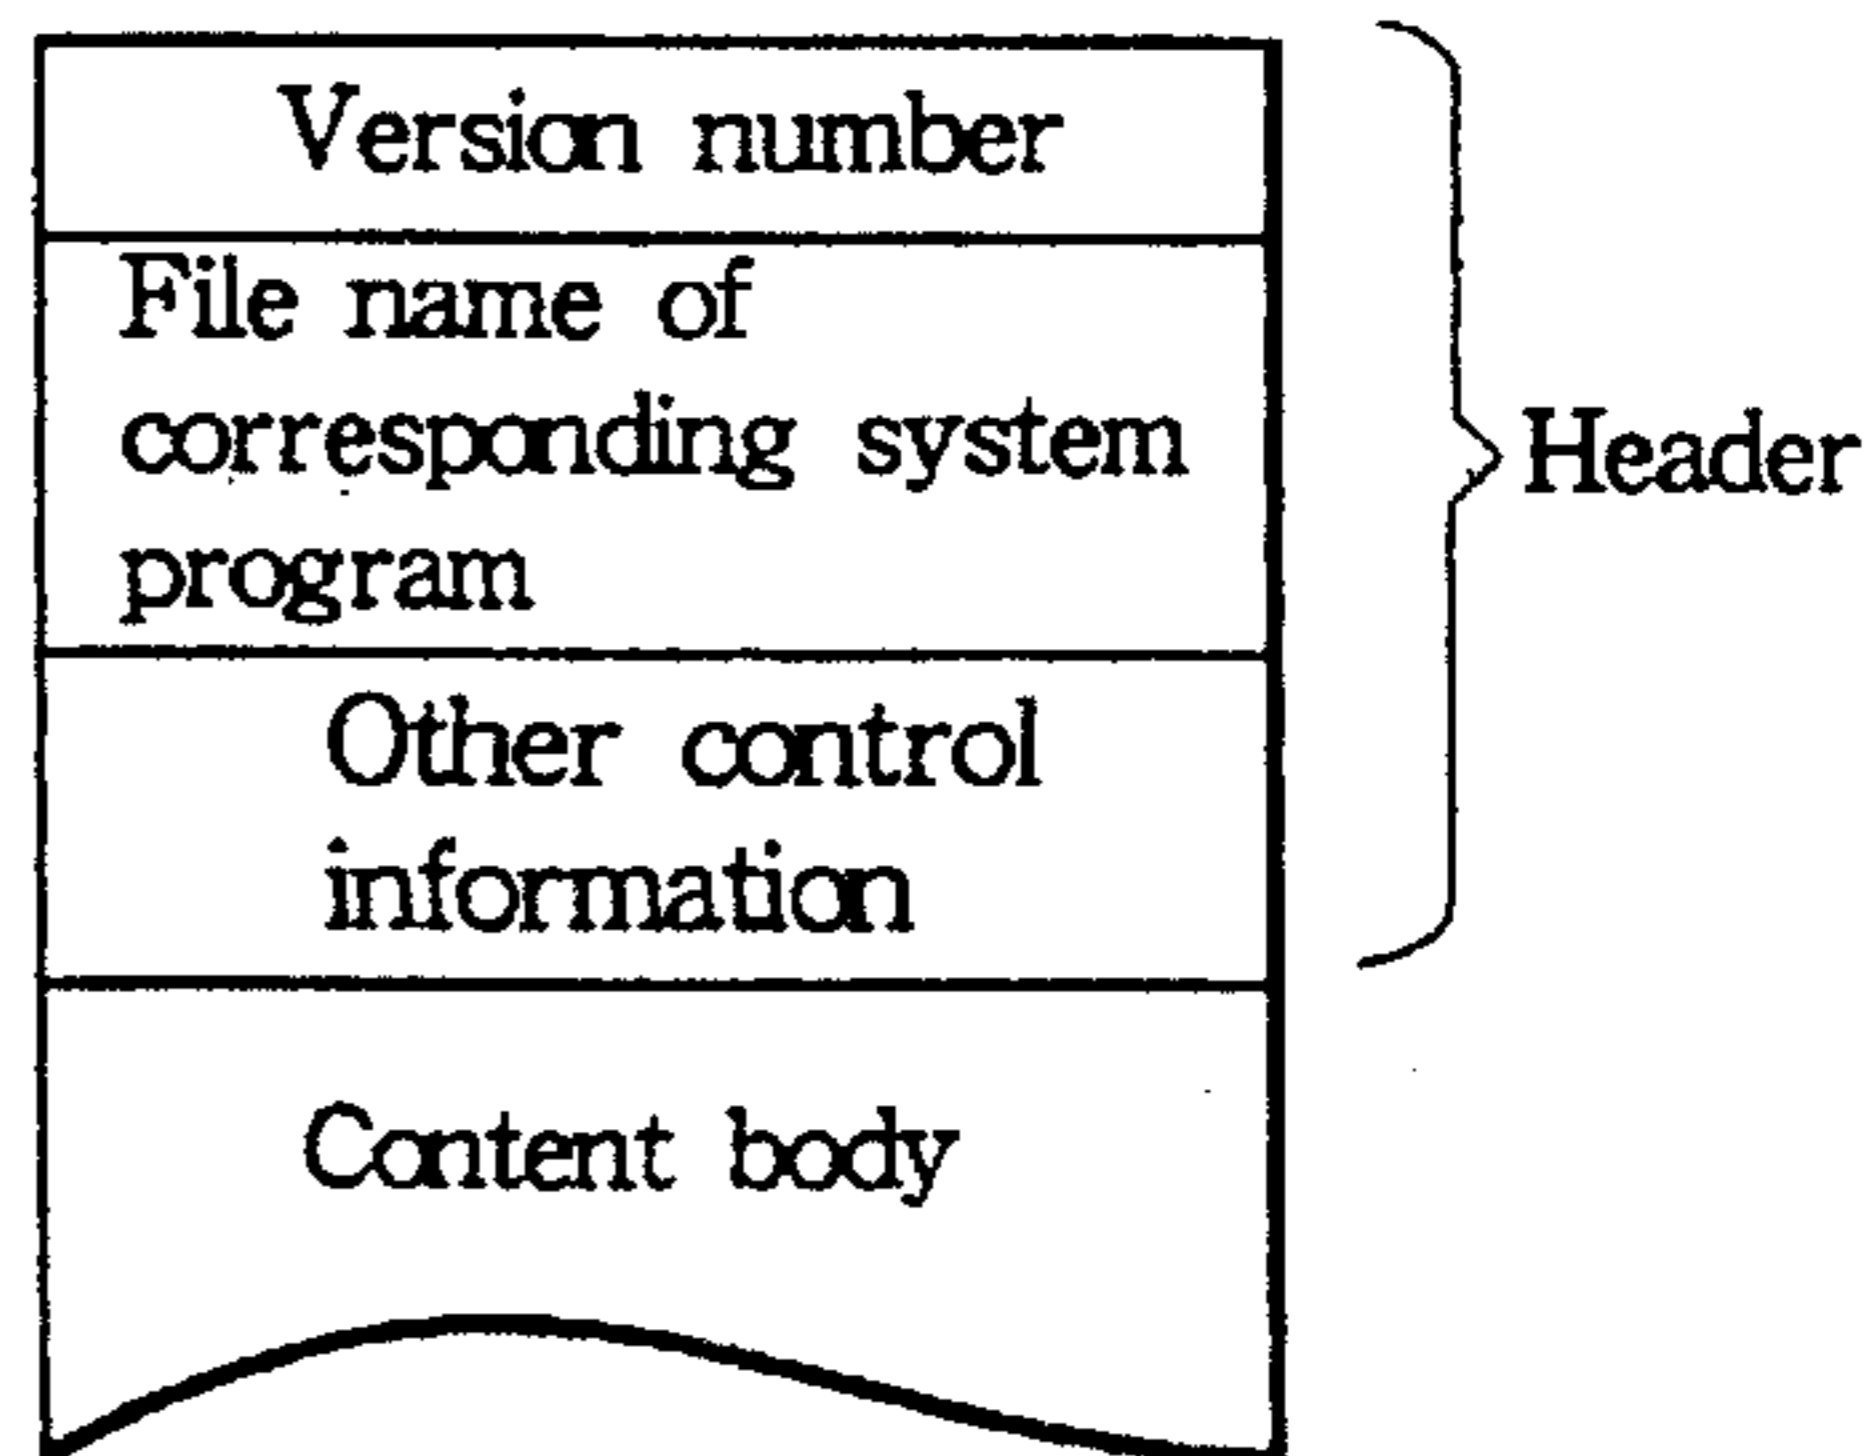 Version number
File name of
corresponding system
program
Header
Other control
information
Content body